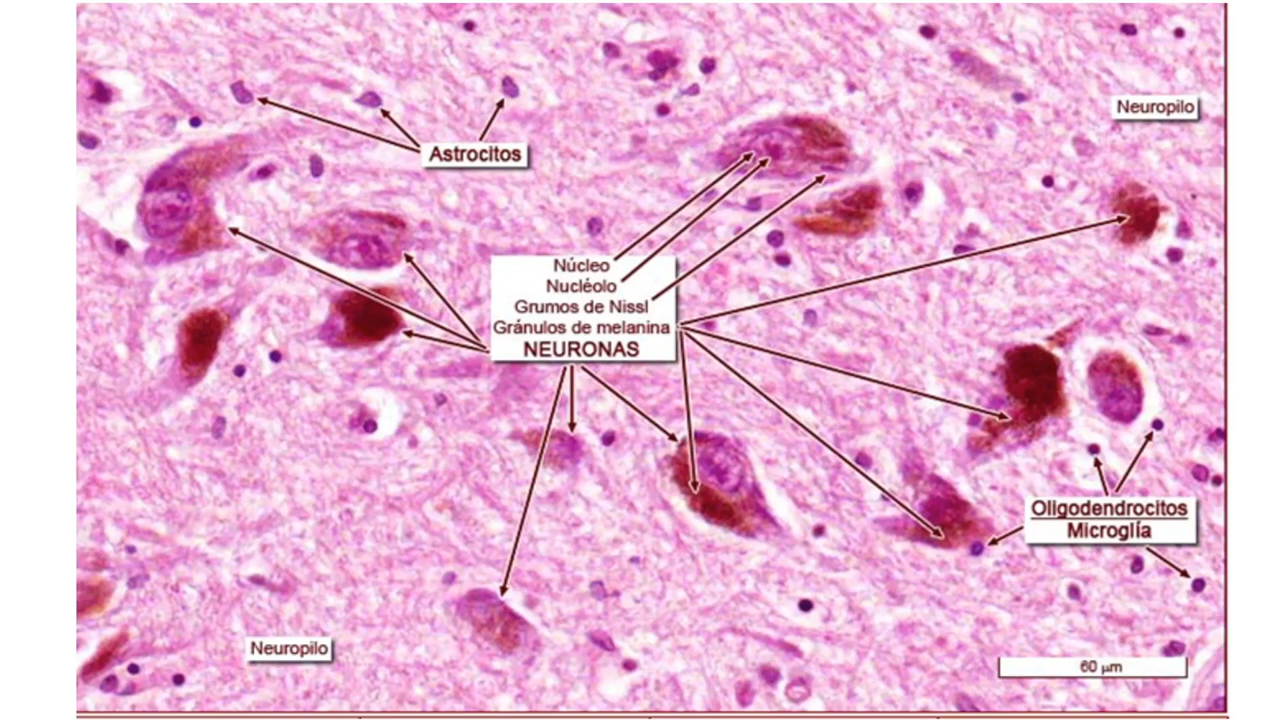 Neuropilo
Astrocitos
Núcleo
Nucléolo
Grumos de Nissl
Gránulos de melanina
NEURONAS
Oligodendrocitos
Microglía
Neuropilo
60 µm